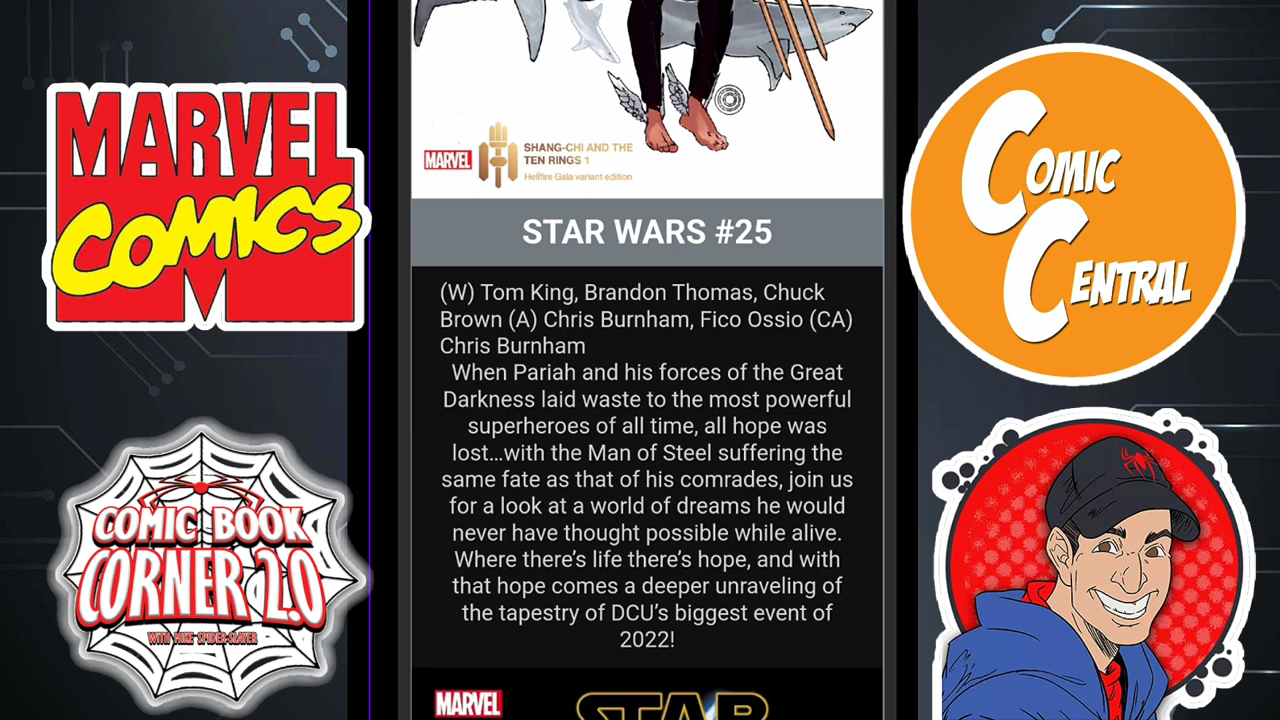 MARVEL
COMICS
COMIC BOOK
CORNER 2.0
WITH MIKE SPIDER-SLAYER
MARVEL
SHANG-CHI AND THE
TEN RINGS 1
Hellfire Gala variant edition
STAR WARS #25
(W) Tom King, Brandon Thomas, Chuck
Brown (A) Chris Burnham, Fico Ossio (CA)
Chris Burnham
When Pariah and his forces of the Great
Darkness laid waste to the most powerful
superheroes of all time, all hope was
lost…with the Man of Steel suffering the
same fate as that of his comrades, join us
for a look at a world of dreams he would
never have thought possible while alive.
Where there’s life there’s hope, and with
that hope comes a deeper unraveling of
the tapestry of DCU’s biggest event of
2022!
MARVEL
STAR
COMIC
CENTRAL